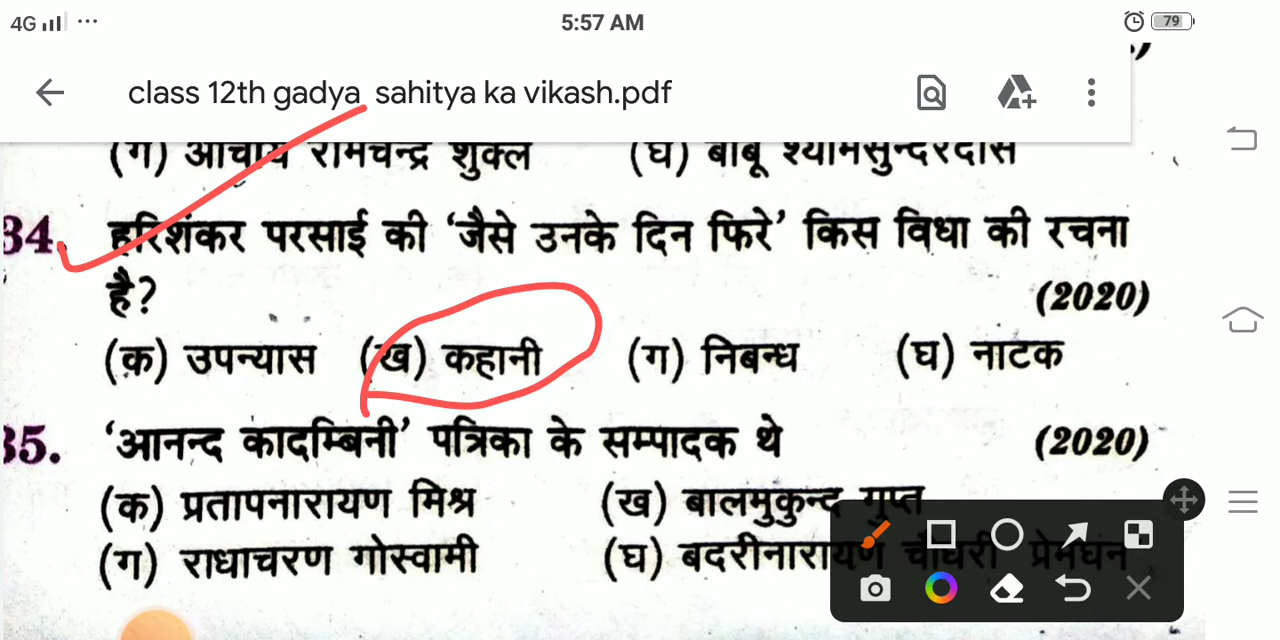 4G 5:57 AM 79
class 12th gadya sahitya ka vikash.pdf
(ग) आचार्य रामचन्द्र शुक्ल (घ) बाबू श्यामसुन्दरदास
34. हरिशंकर परसाई की ‘जैसे उनके दिन फिरे’ किस विधा की रचना
है? (2020)
(क) उपन्यास (ख) कहानी (ग) निबन्ध (घ) नाटक
35. ‘आनन्द कादम्बिनी’ पत्रिका के सम्पादक थे (2020)
(क) प्रतापनारायण मिश्र (ख) बालमुकुन्द गुप्त
(ग) राधाचरण गोस्वामी (घ) बदरीनारायण चौधरी प्रेमघन